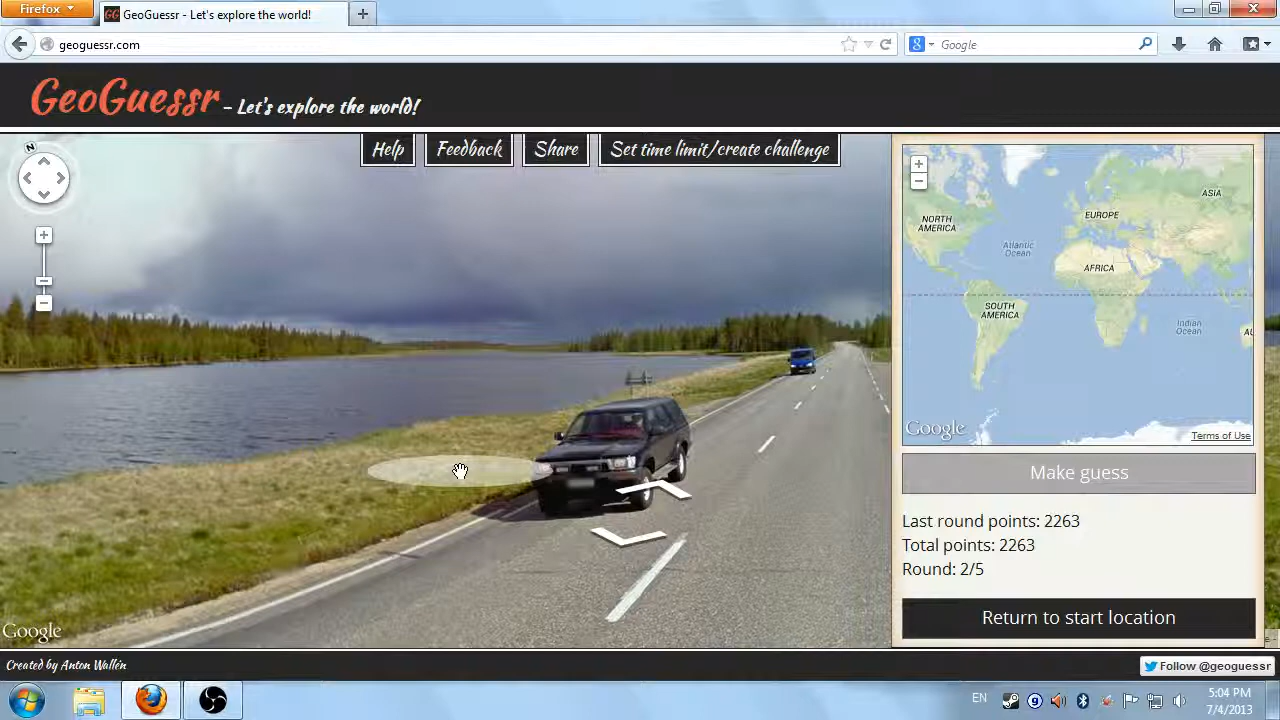 Firefox
GeoGuessr - Let's explore the world!
geoguessr.com
Google
GeoGuessr - Let's explore the world!
N
Help
Feedback
Share
Set time limit/create challenge
NORTH
AMERICA
EUROPE
ASIA
Atlantic
Ocean
AFRICA
SOUTH
AMERICA
Indian
Ocean
AU
Google
Terms of Use
Make guess
Last round points: 2263
Total points: 2263
Round: 2/5
Return to start location
Google
Created by Anton Wallén
Follow @geoguessr
EN
5:04 PM
7/4/2013